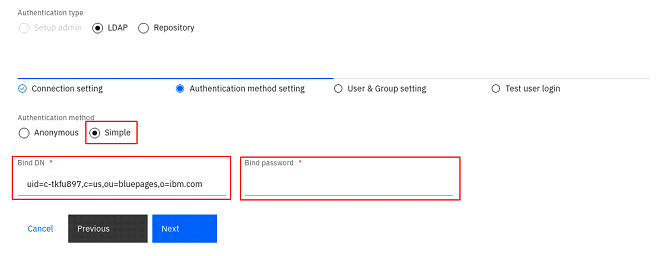 Authentication type
Setup admin LDAP Repository
Connection setting Authentication method setting User & Group setting Test user login
Authentication method
Anonymous Simple
Bind DN * Bind password *
uid=c-tkfu897,c=us,ou=bluepages,o=ibm.com
Cancel Previous Next